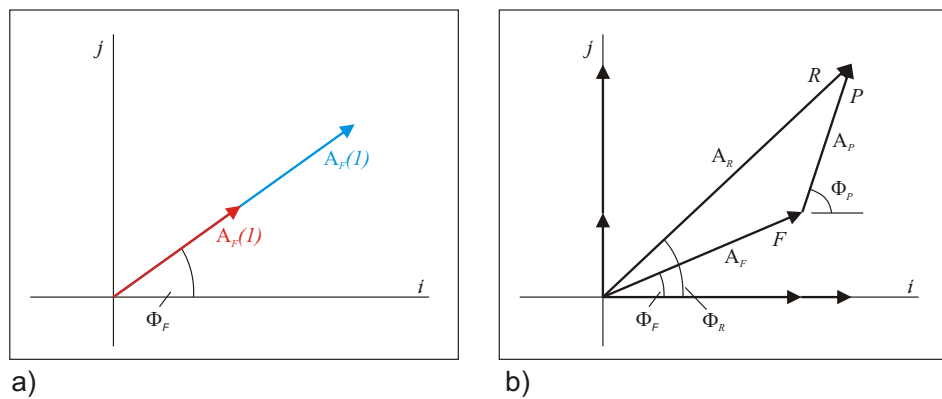 j
A_F(1)
A_F(1)
i
Φ_F
a)
j
R
P
A_R
A_P
Φ_P
F
A_F
i
Φ_F
Φ_R
b)